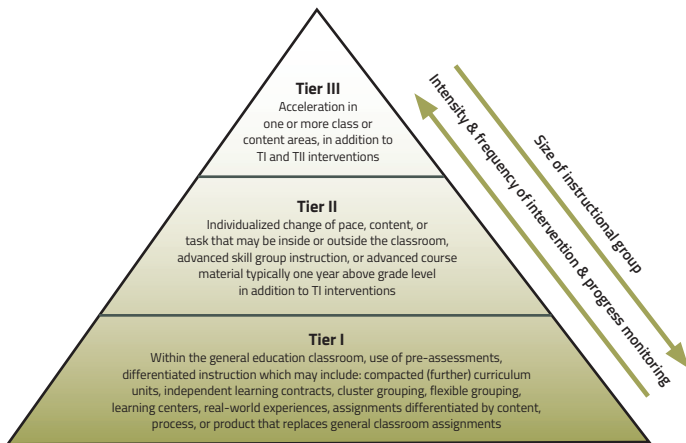 Tier III
Acceleration in
one or more class or
content areas, in addition to
TI and TII interventions
Tier II
Individualized change of pace, content, or
task that may be inside or outside the classroom,
advanced skill group instruction, or advanced course
material typically one year above grade level
in addition to TI interventions
Tier I
Within the general education classroom, use of pre-assessments,
differentiated instruction which may include: compacted (further) curriculum
units, independent learning contracts, cluster grouping, flexible grouping,
learning centers, real-world experiences, assignments differentiated by content,
process, or product that replaces general classroom assignments
Intensity & frequency of intervention & progress monitoring
Size of instructional group